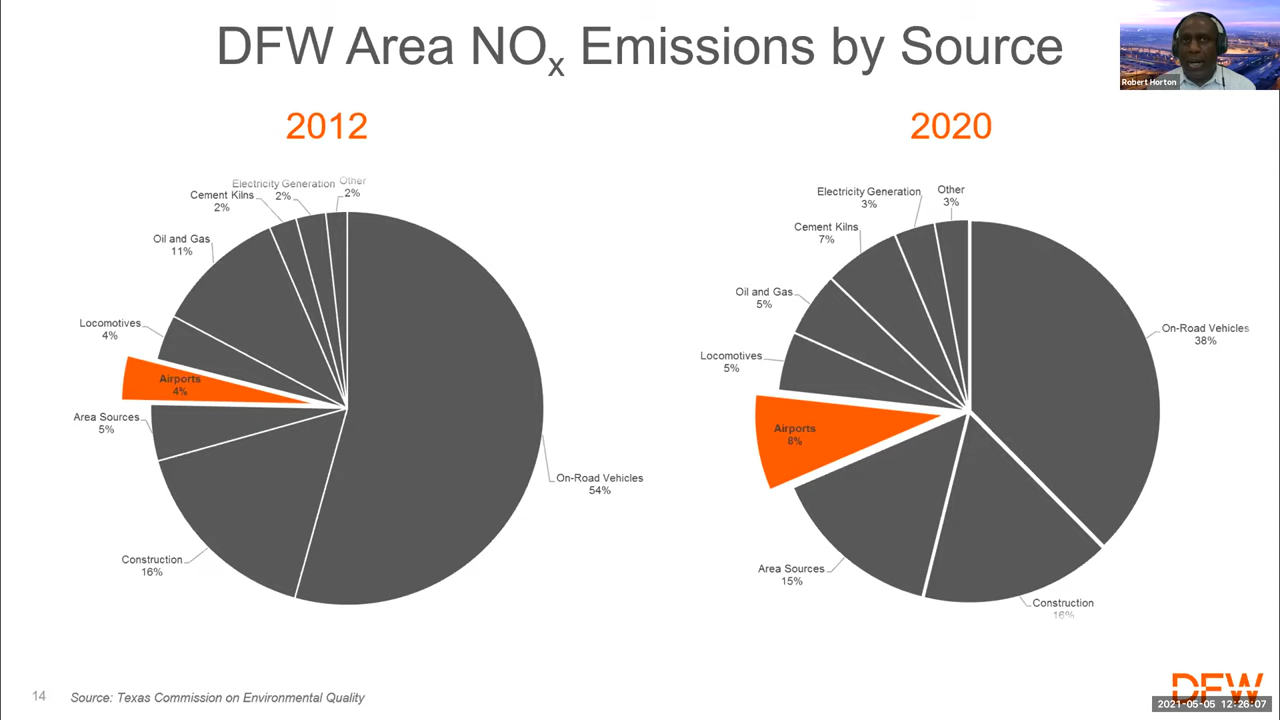 DFW Area NOx Emissions by Source
Robert Horton
2012
Electricity Generation
2%
Other
2%
Cement Kilns
2%
Oil and Gas
11%
Locomotives
4%
Airports
4%
Area Sources
5%
On-Road Vehicles
54%
Construction
16%
2020
Electricity Generation
3%
Other
3%
Cement Kilns
7%
Oil and Gas
5%
On-Road Vehicles
38%
Locomotives
5%
Airports
8%
Area Sources
15%
Construction
16%
14
Source: Texas Commission on Environmental Quality
DFW
2021-05-05 12:26:07